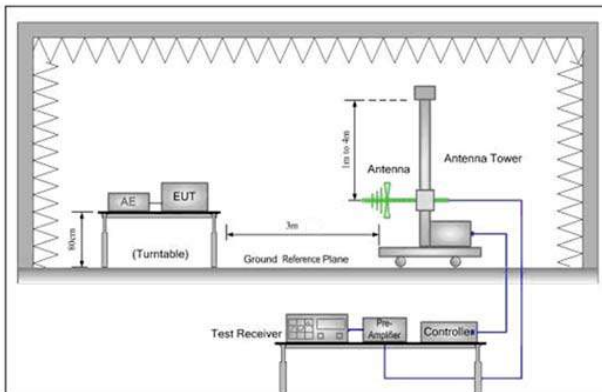 1m to 4m
Antenna
Antenna Tower
AE
EUT
80cm
(Turntable)
3m
Ground Reference Plane
Test Receiver
Pre-
Amplifier
Controller